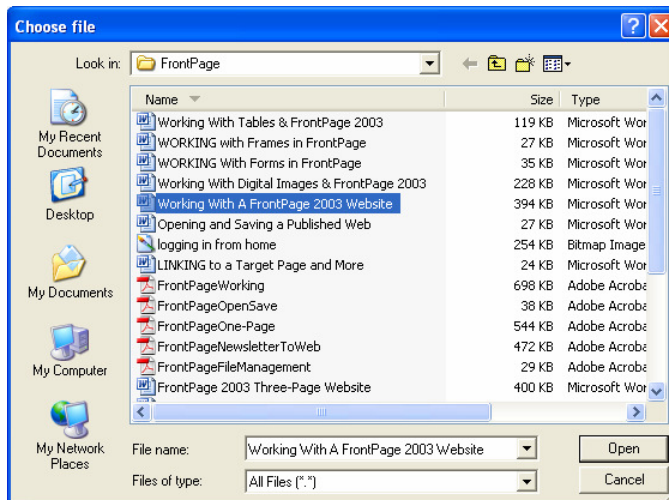 Choose file
Look in: FrontPage
Name Size Type
Working With Tables & FrontPage 2003 119 KB Microsoft Wor
WORKING with Frames in FrontPage 27 KB Microsoft Wor
WORKING With Forms in FrontPage 35 KB Microsoft Wor
Working With Digital Images & FrontPage 2003 228 KB Microsoft Wor
Working With A FrontPage 2003 Website 394 KB Microsoft Wor
Opening and Saving a Published Web 27 KB Microsoft Wor
logging in from home 254 KB Bitmap Image
LINKING to a Target Page and More 24 KB Microsoft Wor
FrontPageWorking 698 KB Adobe Acroba
FrontPageOpenSave 38 KB Adobe Acroba
FrontPageOne-Page 544 KB Adobe Acroba
FrontPageNewsletterToWeb 472 KB Adobe Acroba
FrontPageFileManagement 29 KB Adobe Acroba
FrontPage 2003 Three-Page Website 400 KB Microsoft Wor
My Recent
Documents
Desktop
My Documents
My Computer
My Network
Places
File name: Working With A FrontPage 2003 Website Open
Files of type: All Files (*.*) Cancel